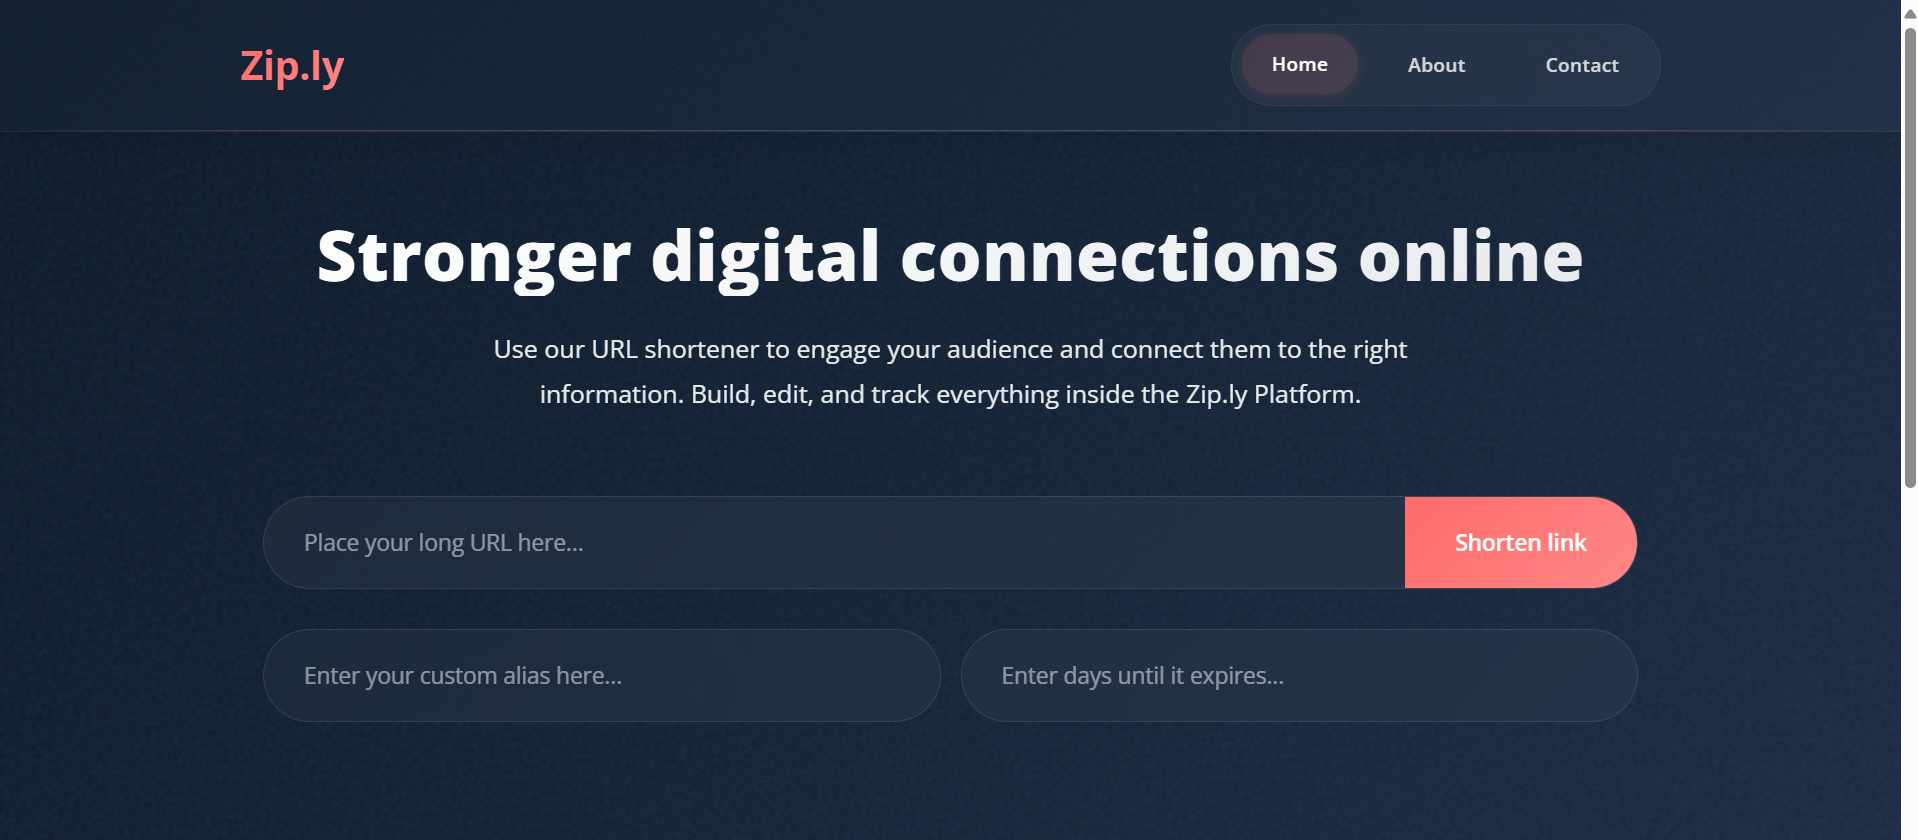 Zip.ly
Home
About
Contact
Stronger digital connections online
Use our URL shortener to engage your audience and connect them to the right
information. Build, edit, and track everything inside the Zip.ly Platform.
Place your long URL here...
Shorten link
Enter your custom alias here...
Enter days until it expires...